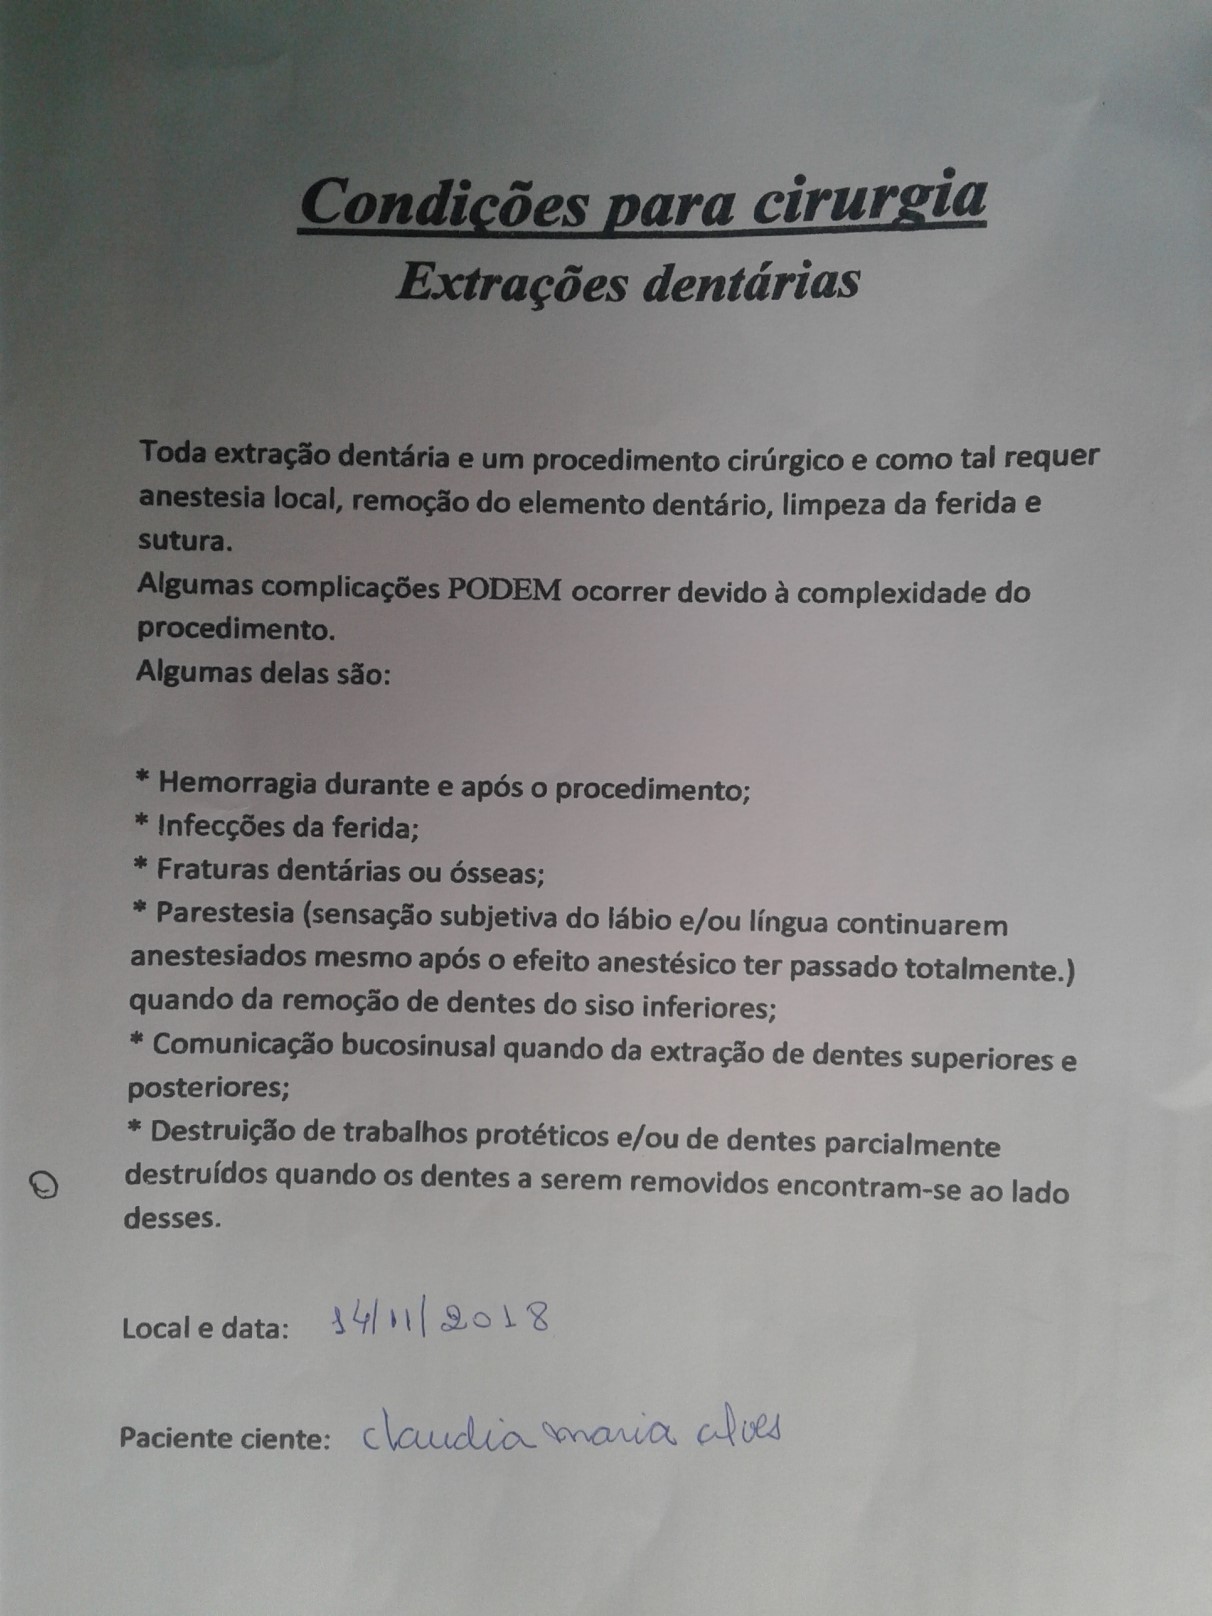 Condições para cirurgia
Extrações dentárias
Toda extração dentária e um procedimento cirúrgico e como tal requer
anestesia local, remoção do elemento dentário, limpeza da ferida e
sutura.
Algumas complicações PODEM ocorrer devido à complexidade do
procedimento.
Algumas delas são:
* Hemorragia durante e após o procedimento;
* Infecções da ferida;
* Fraturas dentárias ou ósseas;
* Parestesia (sensação subjetiva do lábio e/ou língua continuarem
anestesiados mesmo após o efeito anestésico ter passado totalmente.)
quando da remoção de dentes do siso inferiores;
* Comunicação bucosinusal quando da extração de dentes superiores e
posteriores;
* Destruição de trabalhos protéticos e/ou de dentes parcialmente
destruídos quando os dentes a serem removidos encontram-se ao lado
desses.
Local e data: 14/11/2018
Paciente ciente: claudia maria alves